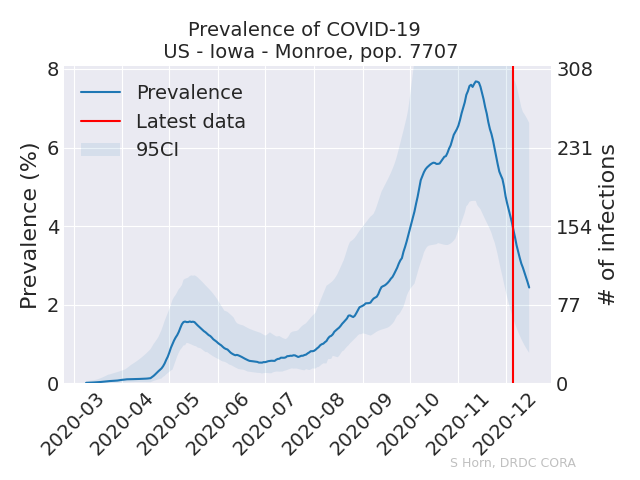 Prevalence of COVID-19
US - Iowa - Monroe, pop. 7707
Prevalence
Latest data
95CI
Prevalence (%)
8
6
4
2
0
308
231
154
77
0
# of infections
2020-03
2020-04
2020-05
2020-06
2020-07
2020-08
2020-09
2020-10
2020-11
2020-12
S Horn, DRDC CORA